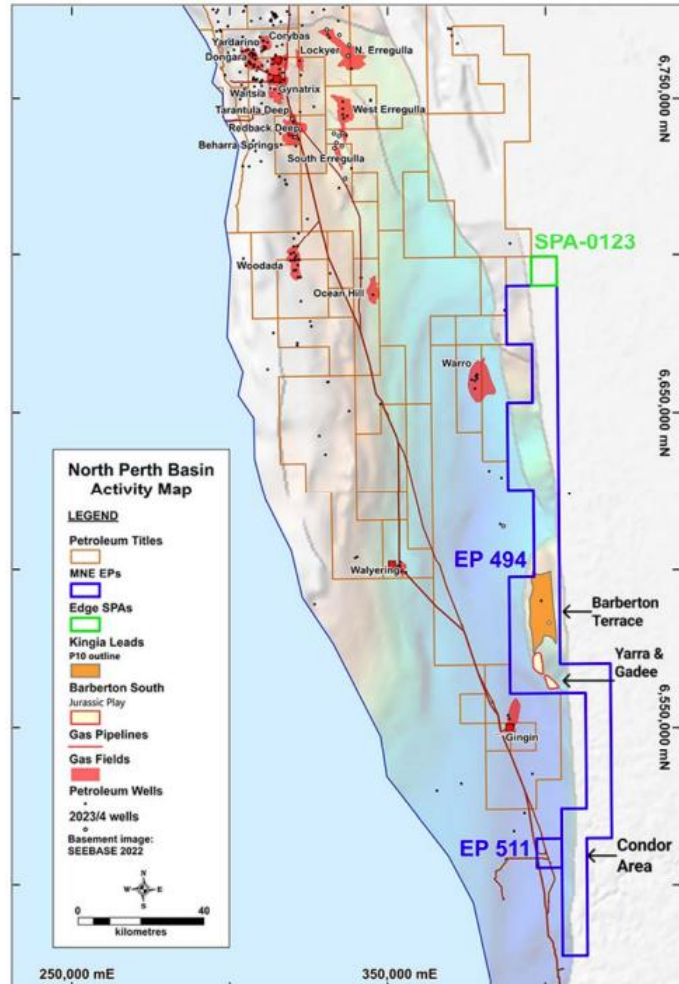 Corybas
Yardarino
Lockyer
N. Erregulla
Dongara
Waitsia
Gynatrix
Tarantula Deep
West Erregulla
Redback Deep
Beharra Springs
South Erregulla
6,750,000 mN
SPA-0123
Woodada
Ocean Hill
Warro
6,650,000 mN
North Perth Basin
Activity Map
LEGEND
Petroleum Titles
MNE EPs
Edge SPAs
Kingia Leads
P10 outline
Barberton South
Jurassic Play
Gas Pipelines
Gas Fields
Petroleum Wells
2023/4 wells
Basement image:
SEEBASE 2022
N
W
E
S
0
20
40
kilometres
EP 494
Walyering
Barberton
Terrace
Yarra &
Gadee
6,550,000 mN
Gingin
EP 511
Condor
Area
250,000 mE
350,000 mE